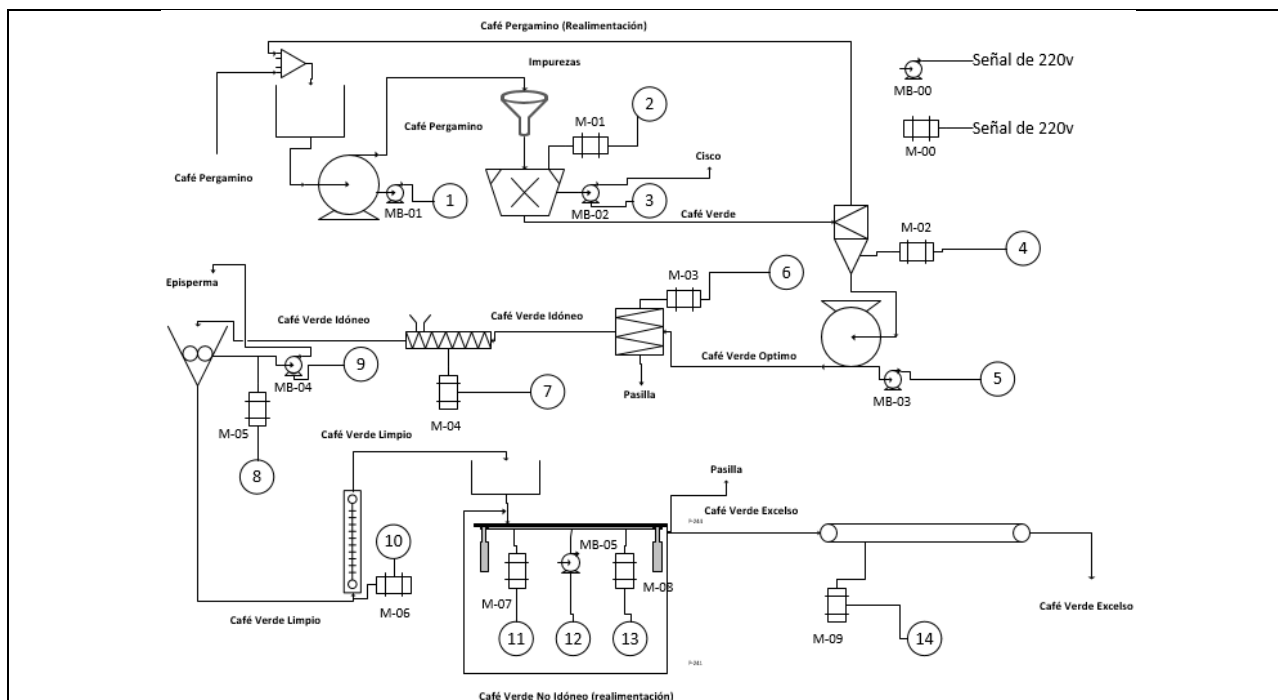 Café Pergamino (Realimentación)
Señal de 220v
MB-00
Impurezas
M-01
2
Señal de 220v
M-00
Café Pergamino
Cisco
Café Pergamino
MB-01
1
MB-02
3
Café Verde
M-02
4
M-03
6
Episperma
Café Verde Idóneo
Café Verde Idóneo
Café Verde Optimo
MB-04
9
Pasilla
MB-03
5
M-04
7
M-05
8
Café Verde Limpio
Pasilla
Café Verde Excelso
P-200
10
MB-05
M-06
M-07
M-08
Café Verde Limpio
11
12
13
M-09
14
Café Verde Excelso
P-201
Café Verde No Idóneo (realimentación)